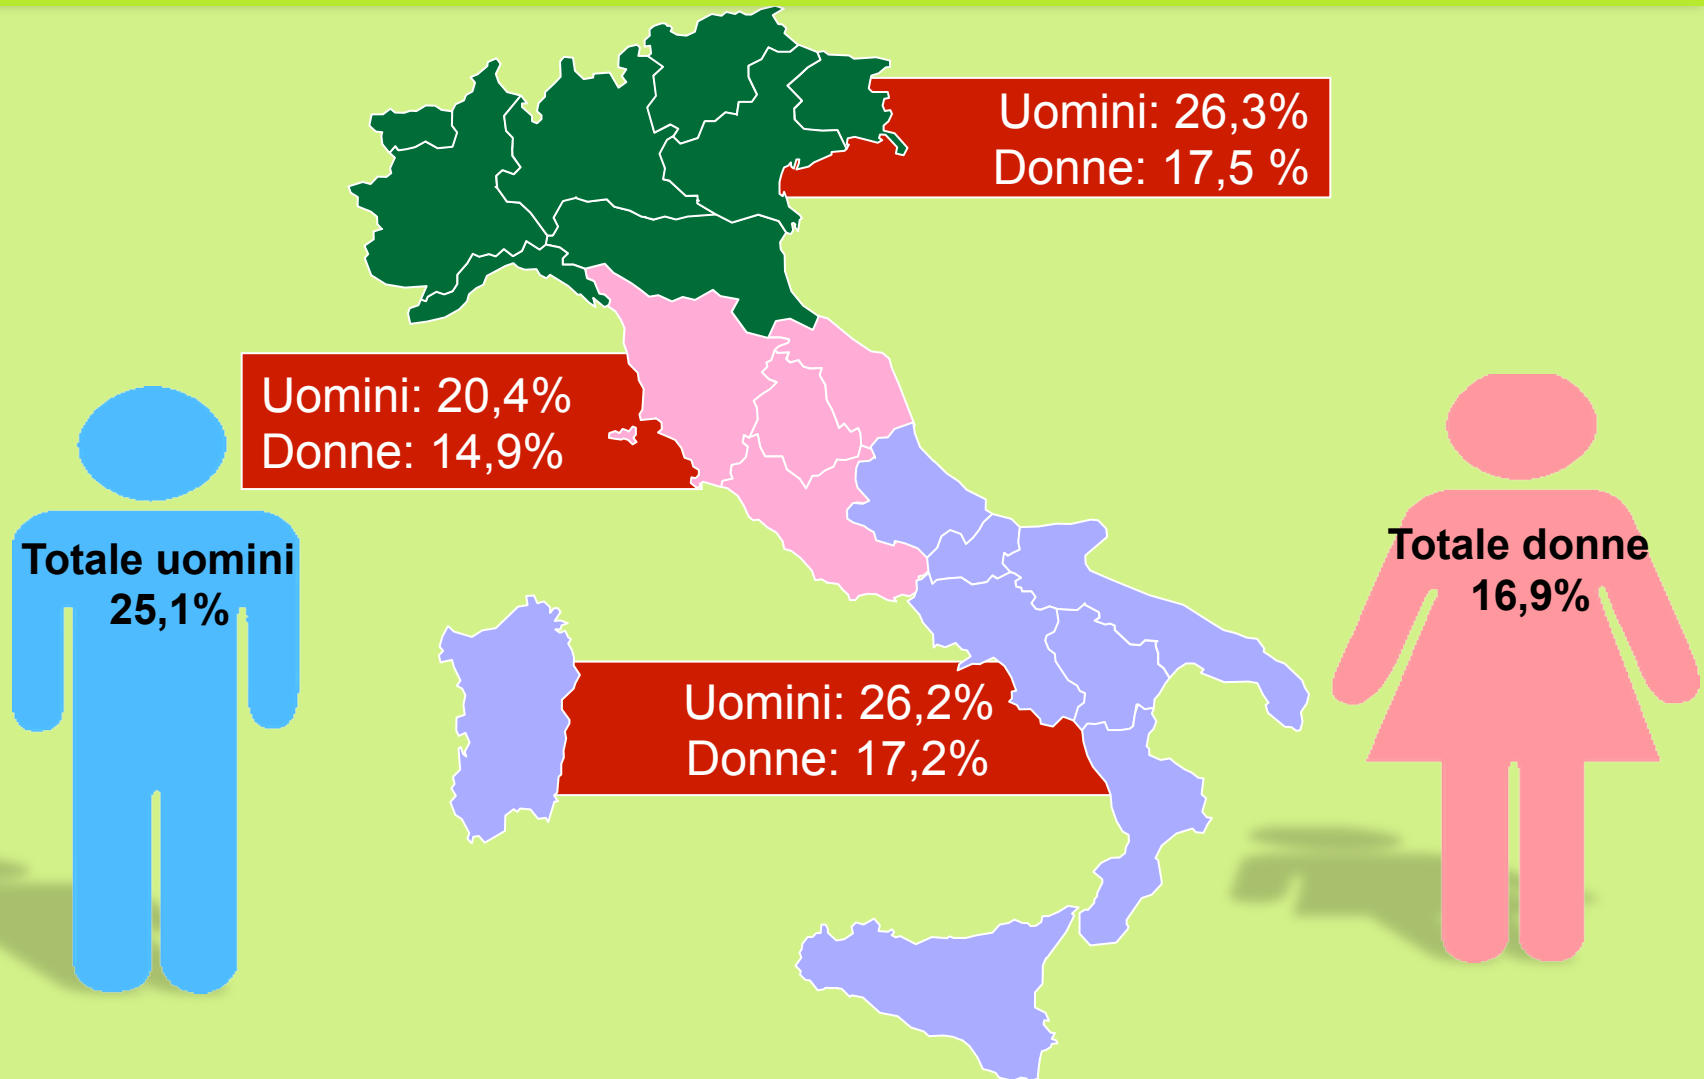 Uomini: 26,3%
Donne: 17,5 %
Uomini: 20,4%
Donne: 14,9%
Totale uomini
25,1%
Totale donne
16,9%
Uomini: 26,2%
Donne: 17,2%